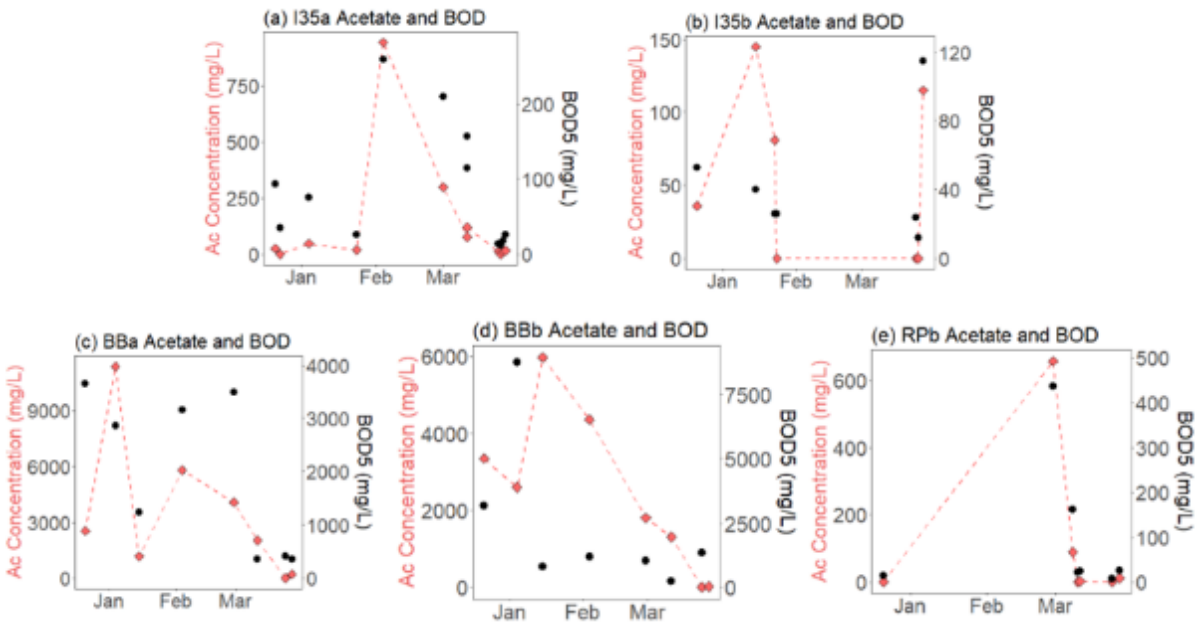 (a) I35a Acetate and BOD
Ac Concentration (mg/L)
750
500
250
0
200
100
0
BOD5 (mg/L)
Jan Feb Mar
(b) I35b Acetate and BOD
Ac Concentration (mg/L)
150
100
50
0
120
80
40
0
BOD5 (mg/L)
Jan Feb Mar
(c) BBa Acetate and BOD
Ac Concentration (mg/L)
9000
6000
3000
0
4000
3000
2000
1000
0
BOD5 (mg/L)
Jan Feb Mar
(d) BBb Acetate and BOD
Ac Concentration (mg/L)
6000
4000
2000
0
7500
5000
2500
0
BOD5 (mg/L)
Jan Feb Mar
(e) RPb Acetate and BOD
Ac Concentration (mg/L)
600
400
200
0
500
400
300
200
100
0
BOD5 (mg/L)
Jan Feb Mar